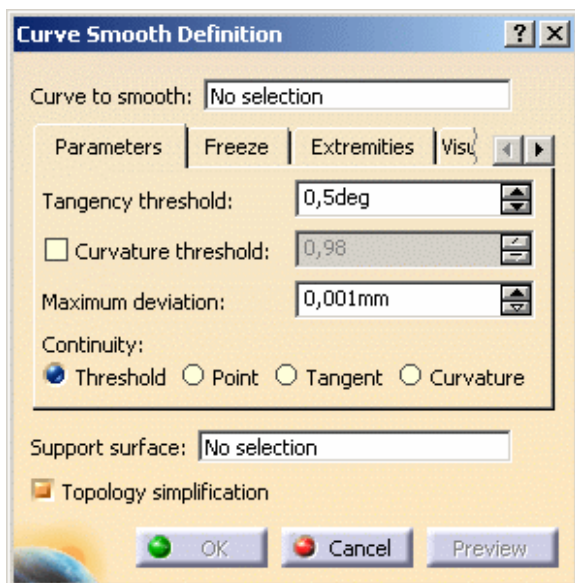 Curve Smooth Definition
Curve to smooth: No selection
Parameters Freeze Extremities
Tangency threshold: 0,5deg
Curvature threshold: 0,98
Maximum deviation: 0,001mm
Continuity:
Threshold Point Tangent Curvature
Support surface: No selection
Topology simplification
OK Cancel Preview